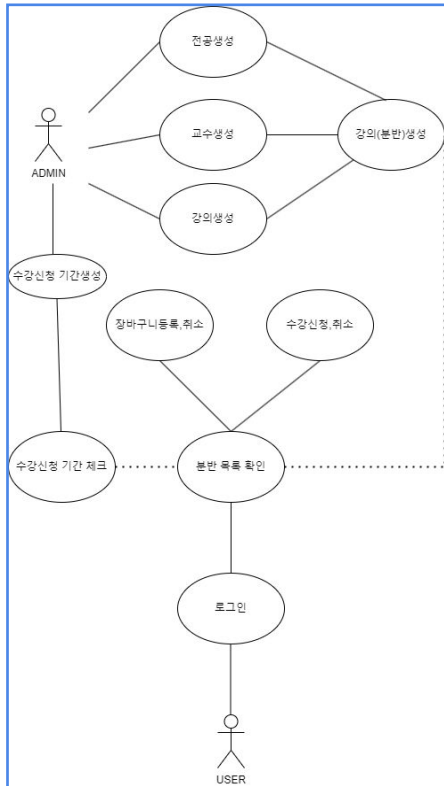 전공생성
교수생성
강의(분반)생성
ADMIN
강의생성
수강신청 기간생성
장바구니등록,취소
수강신청,취소
수강신청 기간 체크
분반 목록 확인
로그인
USER